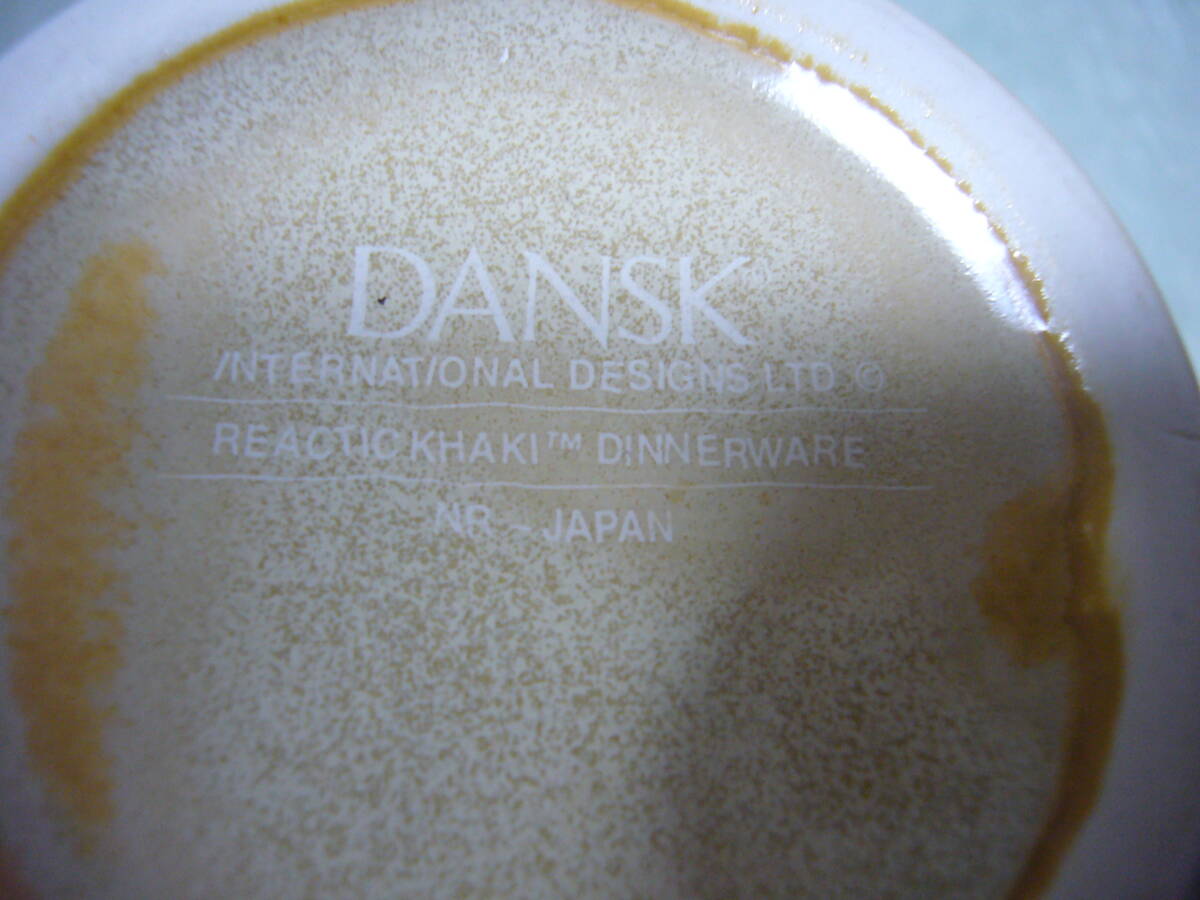 DANSK
INTERNATIONAL DESIGNS LTD ©
REACTIC KHAKI™ DINNERWARE
NR - JAPAN